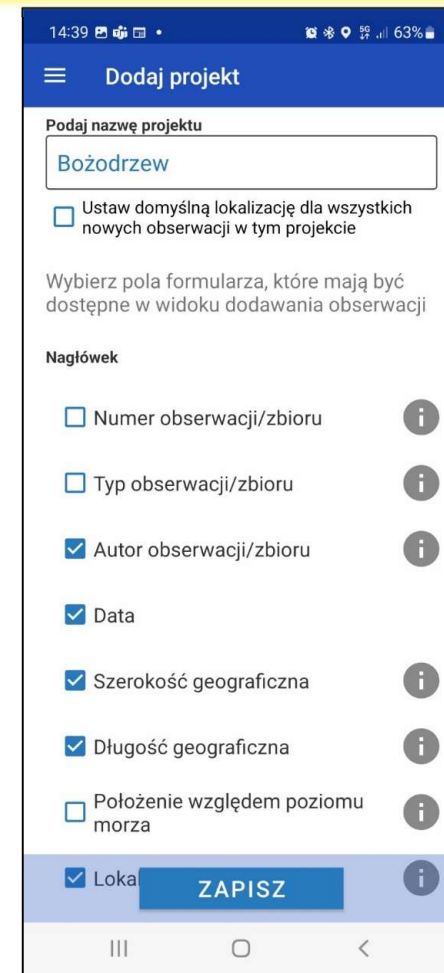 14:39 63%
Dodaj projekt
Podaj nazwę projektu
Bożodrzew
Ustaw domyślną lokalizację dla wszystkich
nowych obserwacji w tym projekcie
Wybierz pola formularza, które mają być
dostępne w widoku dodawania obserwacji
Nagłówek
Numer obserwacji/zbioru
Typ obserwacji/zbioru
Autor obserwacji/zbioru
Data
Szerokość geograficzna
Długość geograficzna
Położenie względem poziomu
morza
Loka
ZAPISZ